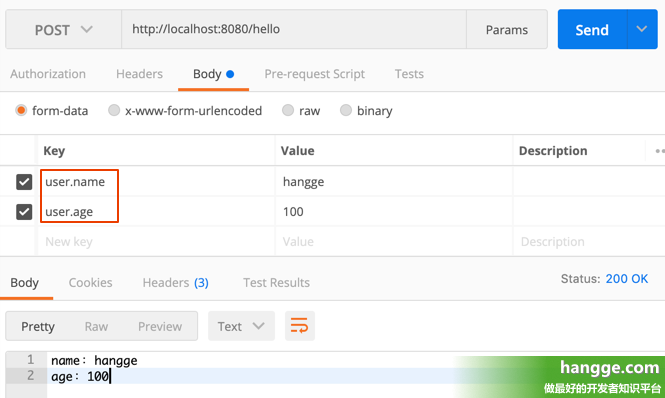 POST http://localhost:8080/hello Params Send
Authorization Headers Body Pre-request Script Tests
form-data x-www-form-urlencoded raw binary
Key Value Description
user.name hangge
user.age 100
New key Value Description
Body Cookies Headers (3) Test Results Status: 200 OK
Pretty Raw Preview Text
1 name：hangge
2 age：100
hangge.com
做最好的开发者知识平台